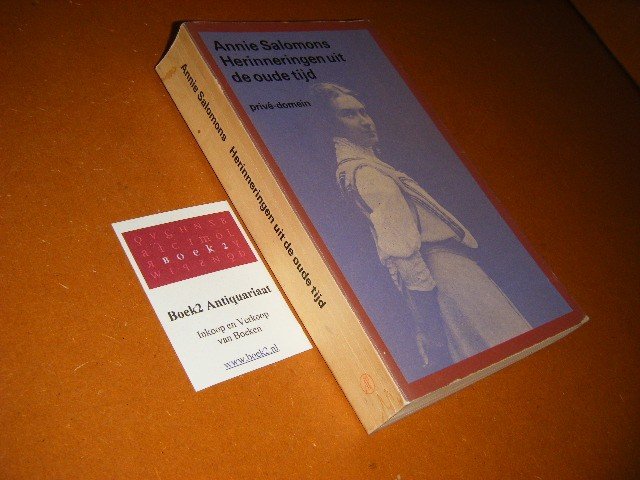 Annie Salomons
Herinneringen uit
de oude tijd
privé-domein
Annie Salomons Herinneringen uit de oude tijd
Boek2
Boek2 Antiquariaat
Inkoop en Verkoop
van Boeken
www.boek2.nl